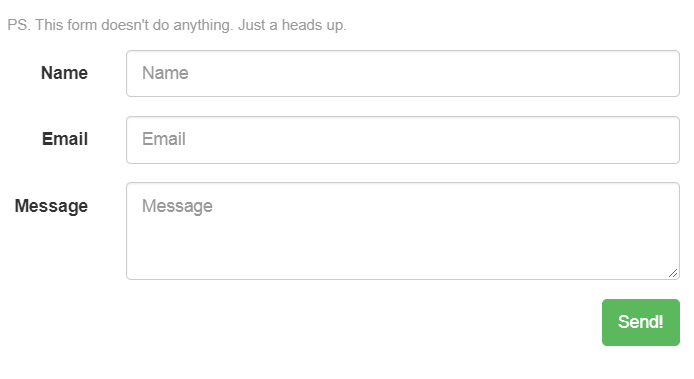 PS. This form doesn't do anything. Just a heads up.
Name Name
Email Email
Message Message
Send!